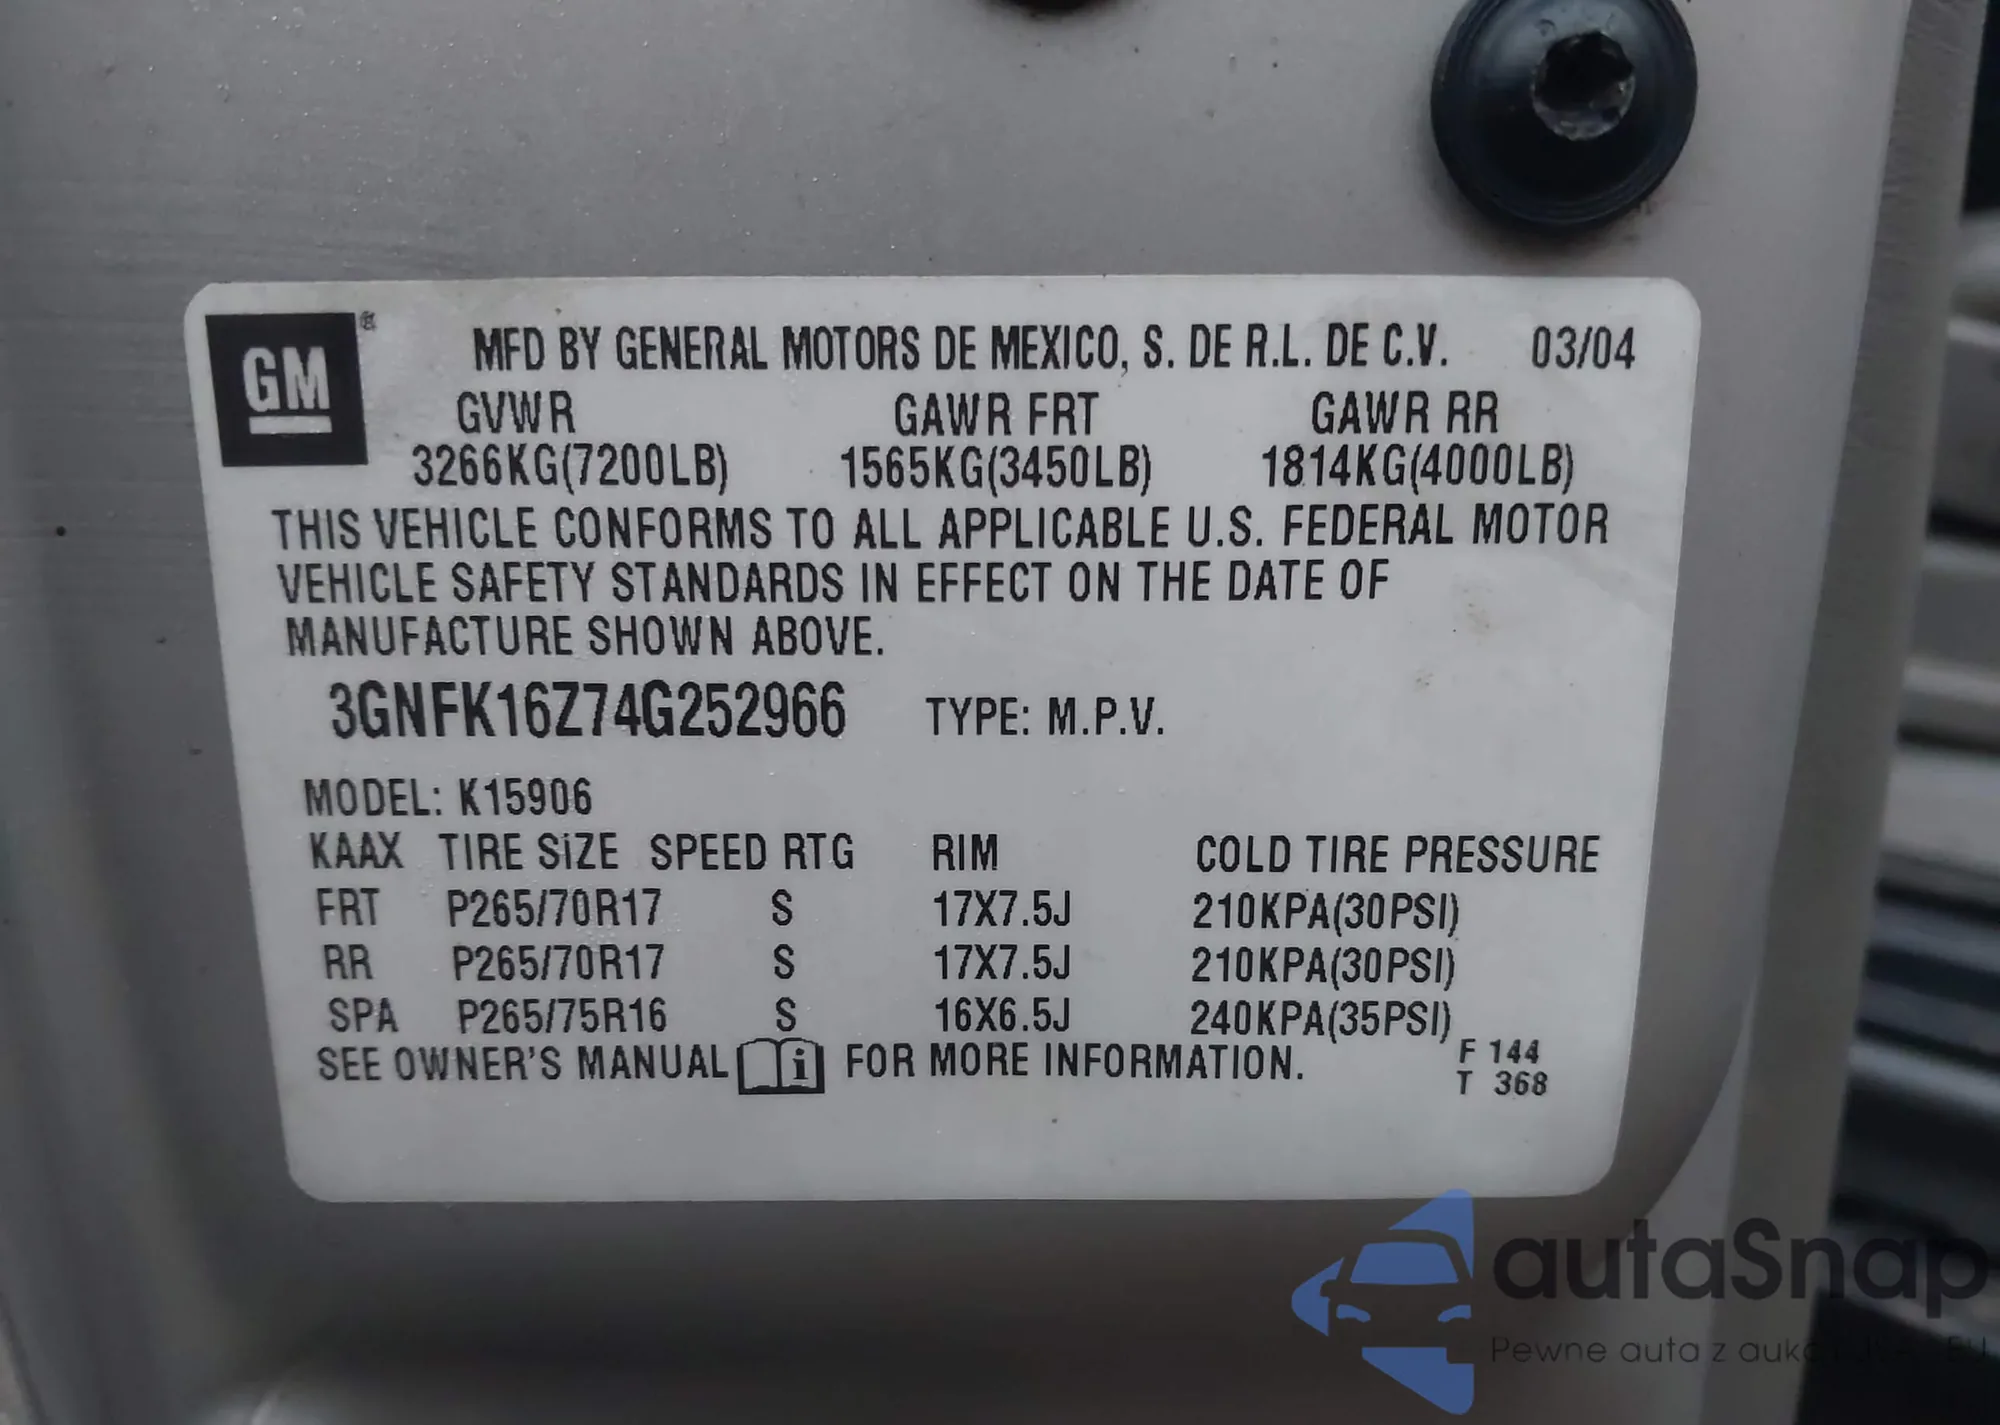 GM ®
MFD BY GENERAL MOTORS DE MEXICO, S. DE R.L. DE C.V. 03/04
GVWR GAWR FRT GAWR RR
3266KG(7200LB) 1565KG(3450LB) 1814KG(4000LB)
THIS VEHICLE CONFORMS TO ALL APPLICABLE U.S. FEDERAL MOTOR
VEHICLE SAFETY STANDARDS IN EFFECT ON THE DATE OF
MANUFACTURE SHOWN ABOVE.
3GNFK16Z74G252966 TYPE: M.P.V.
MODEL: K15906
KAAX TIRE SIZE SPEED RTG RIM COLD TIRE PRESSURE
FRT P265/70R17 S 17X7.5J 210KPA(30PSI)
RR P265/70R17 S 17X7.5J 210KPA(30PSI)
SPA P265/75R16 S 16X6.5J 240KPA(35PSI)
SEE OWNER'S MANUAL i FOR MORE INFORMATION.
F 144
T 368
autaSnap
Pewne auta z